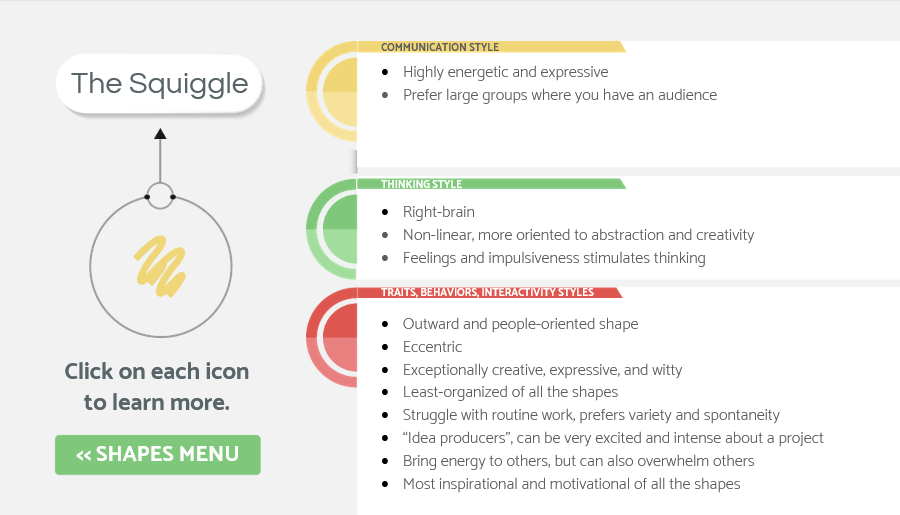 The Squiggle
Click on each icon
to learn more.
<< SHAPES MENU
COMMUNICATION STYLE
• Highly energetic and expressive
• Prefer large groups where you have an audience
THINKING STYLE
• Right-brain
• Non-linear, more oriented to abstraction and creativity
• Feelings and impulsiveness stimulates thinking
TRAITS, BEHAVIORS, INTERACTIVITY STYLES
• Outward and people-oriented shape
• Eccentric
• Exceptionally creative, expressive, and witty
• Least-organized of all the shapes
• Struggle with routine work, prefers variety and spontaneity
• “Idea producers”, can be very excited and intense about a project
• Bring energy to others, but can also overwhelm others
• Most inspirational and motivational of all the shapes